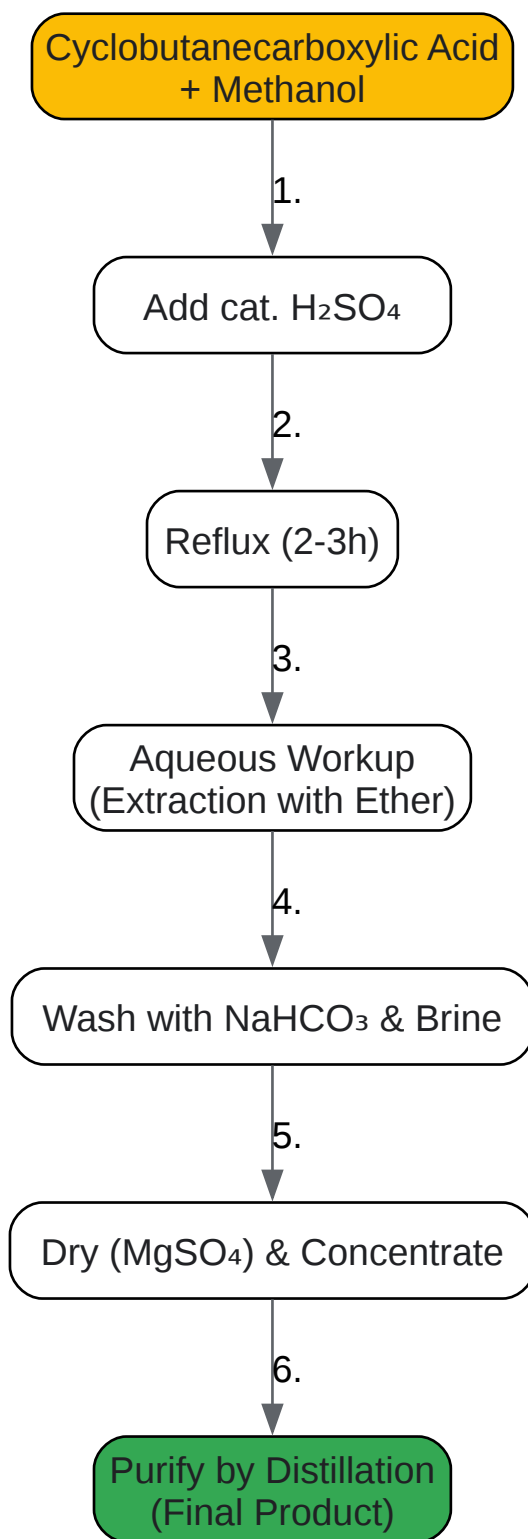 Cyclobutanecarboxylic Acid
+ Methanol
1.
Add cat. H₂SO₄
2.
Reflux (2-3h)
3.
Aqueous Workup
(Extraction with Ether)
4.
Wash with NaHCO₃ & Brine
5.
Dry (MgSO₄) & Concentrate
6.
Purify by Distillation
(Final Product)